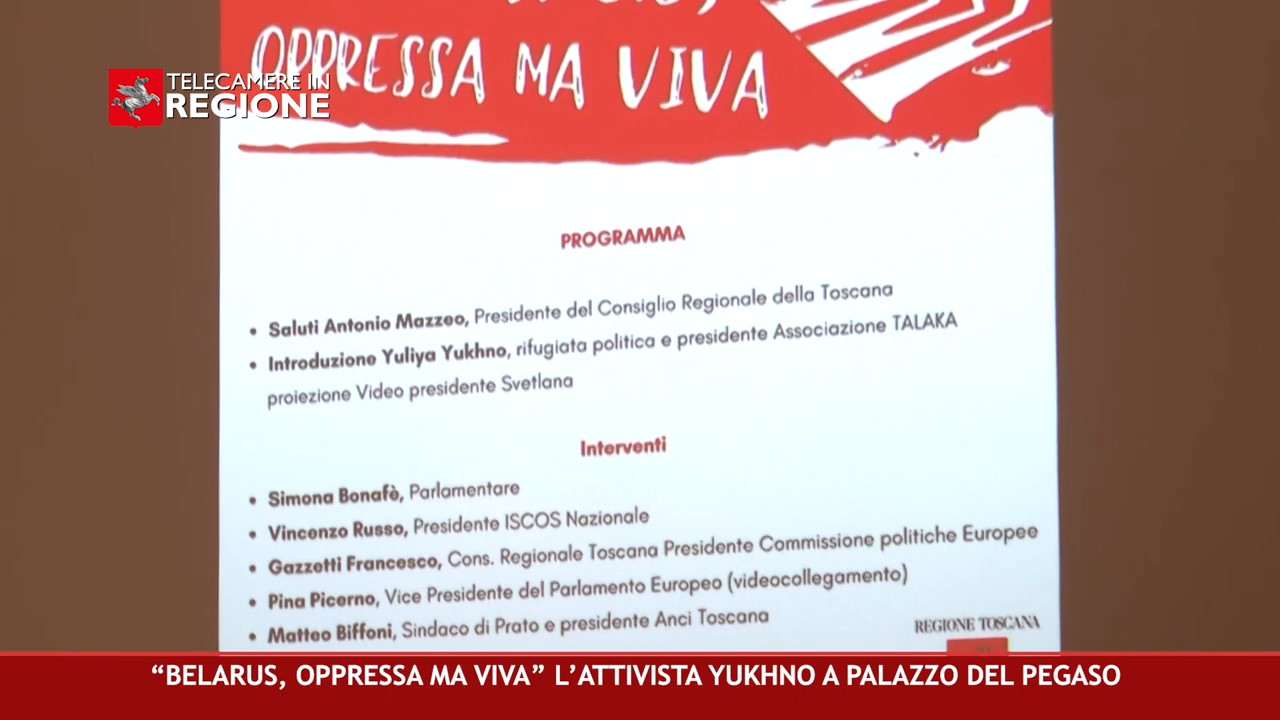 OPPRESSA MA VIVA
TELECAMERE IN
REGIONE
PROGRAMMA
• Saluti Antonio Mazzeo, Presidente del Consiglio Regionale della Toscana
• Introduzione Yuliya Yukhno, rifugiata politica e presidente Associazione TALAKA
proiezione Video presidente Svetlana
Interventi
• Simona Bonafè, Parlamentare
• Vincenzo Russo, Presidente ISCOS Nazionale
• Gazzetti Francesco, Cons. Regionale Toscana Presidente Commissione politiche Europee
• Pina Picerno, Vice Presidente del Parlamento Europeo (videocollegamento)
• Matteo Biffoni, Sindaco di Prato e presidente Anci Toscana
REGIONE TOSCANA
“BELARUS, OPPRESSA MA VIVA” L’ATTIVISTA YUKHNO A PALAZZO DEL PEGASO